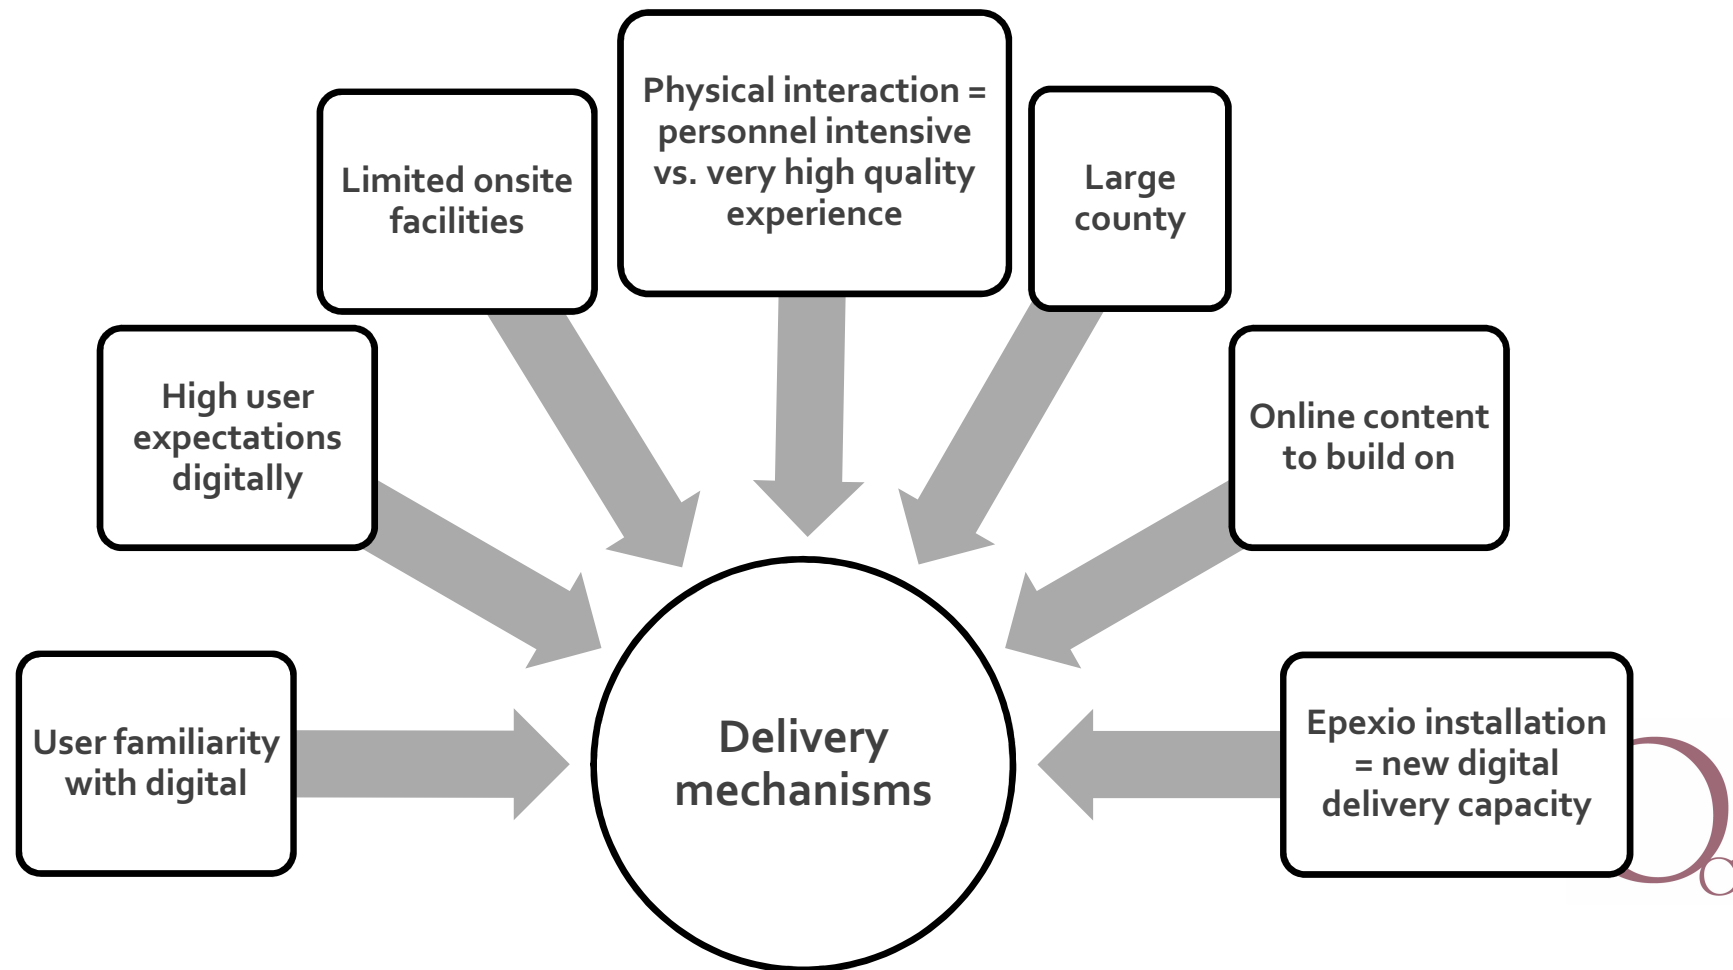 Physical interaction =
personnel intensive
vs. very high quality
experience
Limited onsite
facilities
Large
county
High user
expectations
digitally
Online content
to build on
User familiarity
with digital
Delivery
mechanisms
Epexio installation
= new digital
delivery capacity